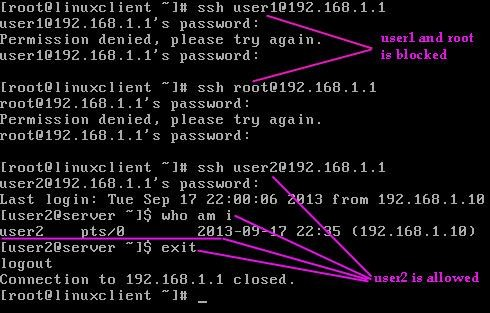 [root@linuxclient ~]# ssh user1@192.168.1.1
user1@192.168.1.1's password:
Permission denied, please try again.
user1@192.168.1.1's password:
user1 and root
is blocked
[root@linuxclient ~]# ssh root@192.168.1.1
root@192.168.1.1's password:
Permission denied, please try again.
root@192.168.1.1's password:
[root@linuxclient ~]# ssh user2@192.168.1.1
user2@192.168.1.1's password:
Last login: Tue Sep 17 22:00:06 2013 from 192.168.1.10
[user2@server ~]$ who am i
user2    pts/0        2013-09-17 22:35 (192.168.1.10)
[user2@server ~]$ exit
logout
Connection to 192.168.1.1 closed.
user2 is allowed
[root@linuxclient ~]# _